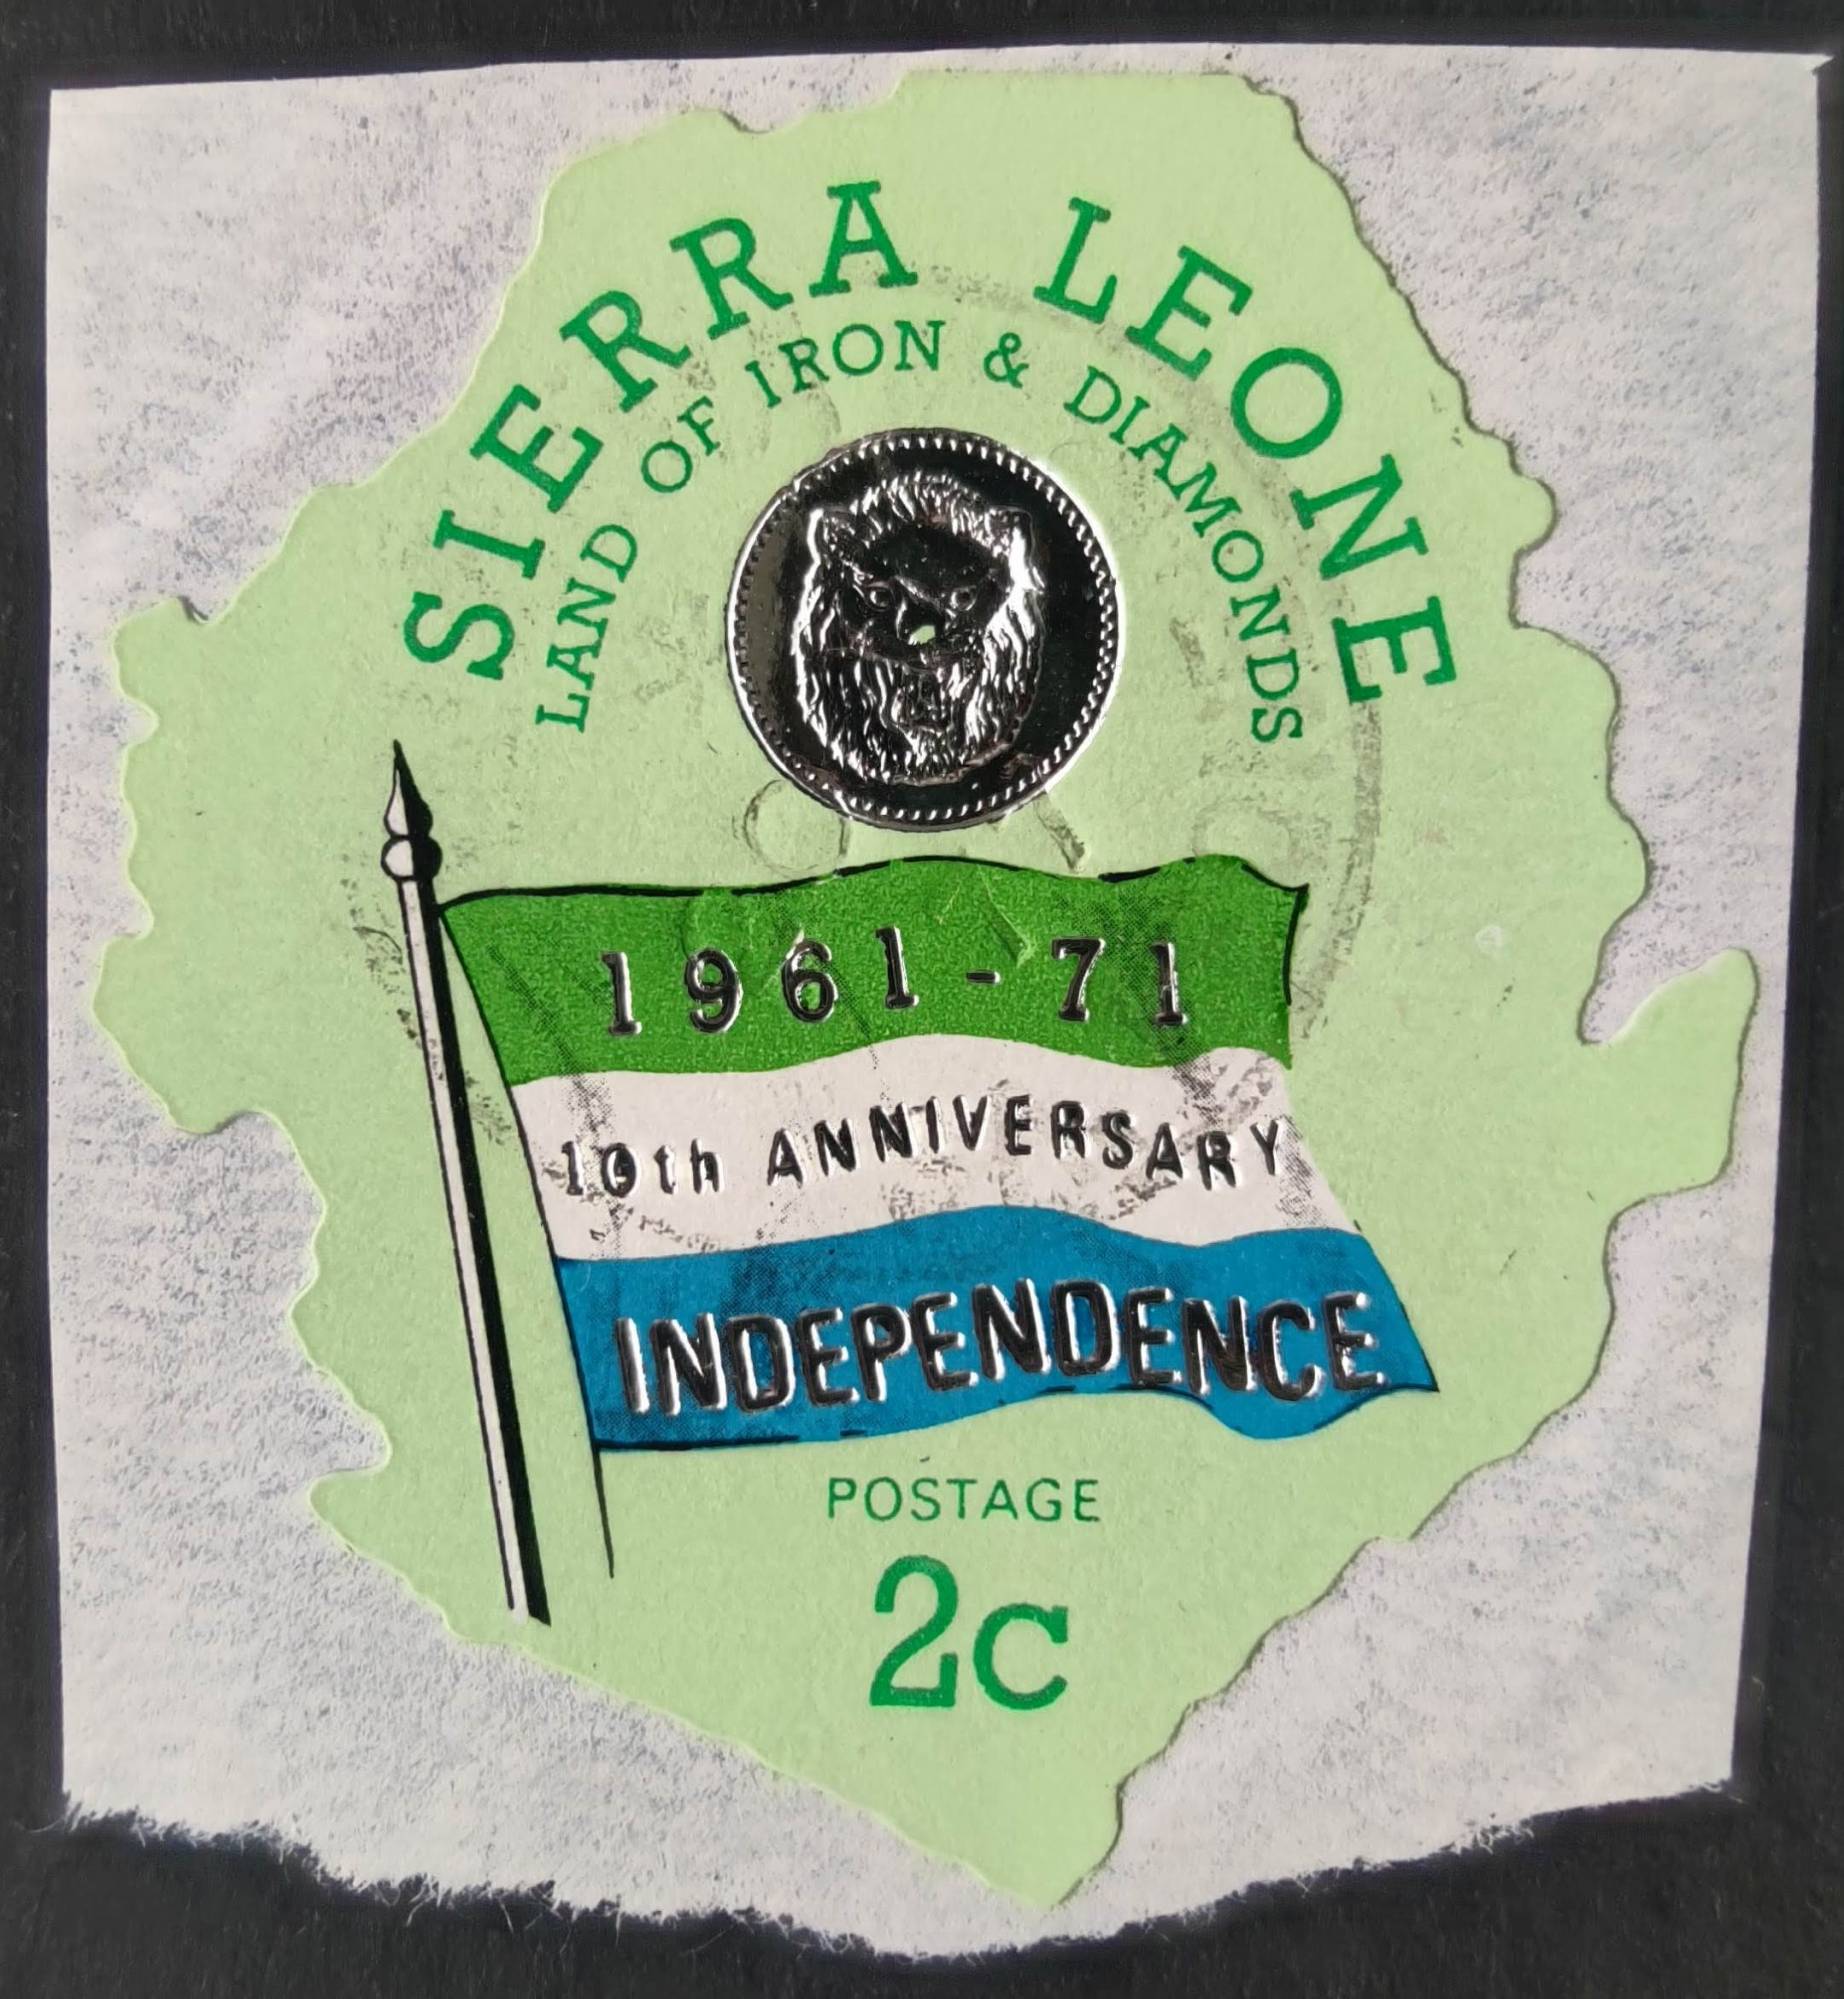 SIERRA LEONE
LAND OF IRON & DIAMONDS
1961-71
10th ANNIVERSARY
INDEPENDENCE
POSTAGE
2c